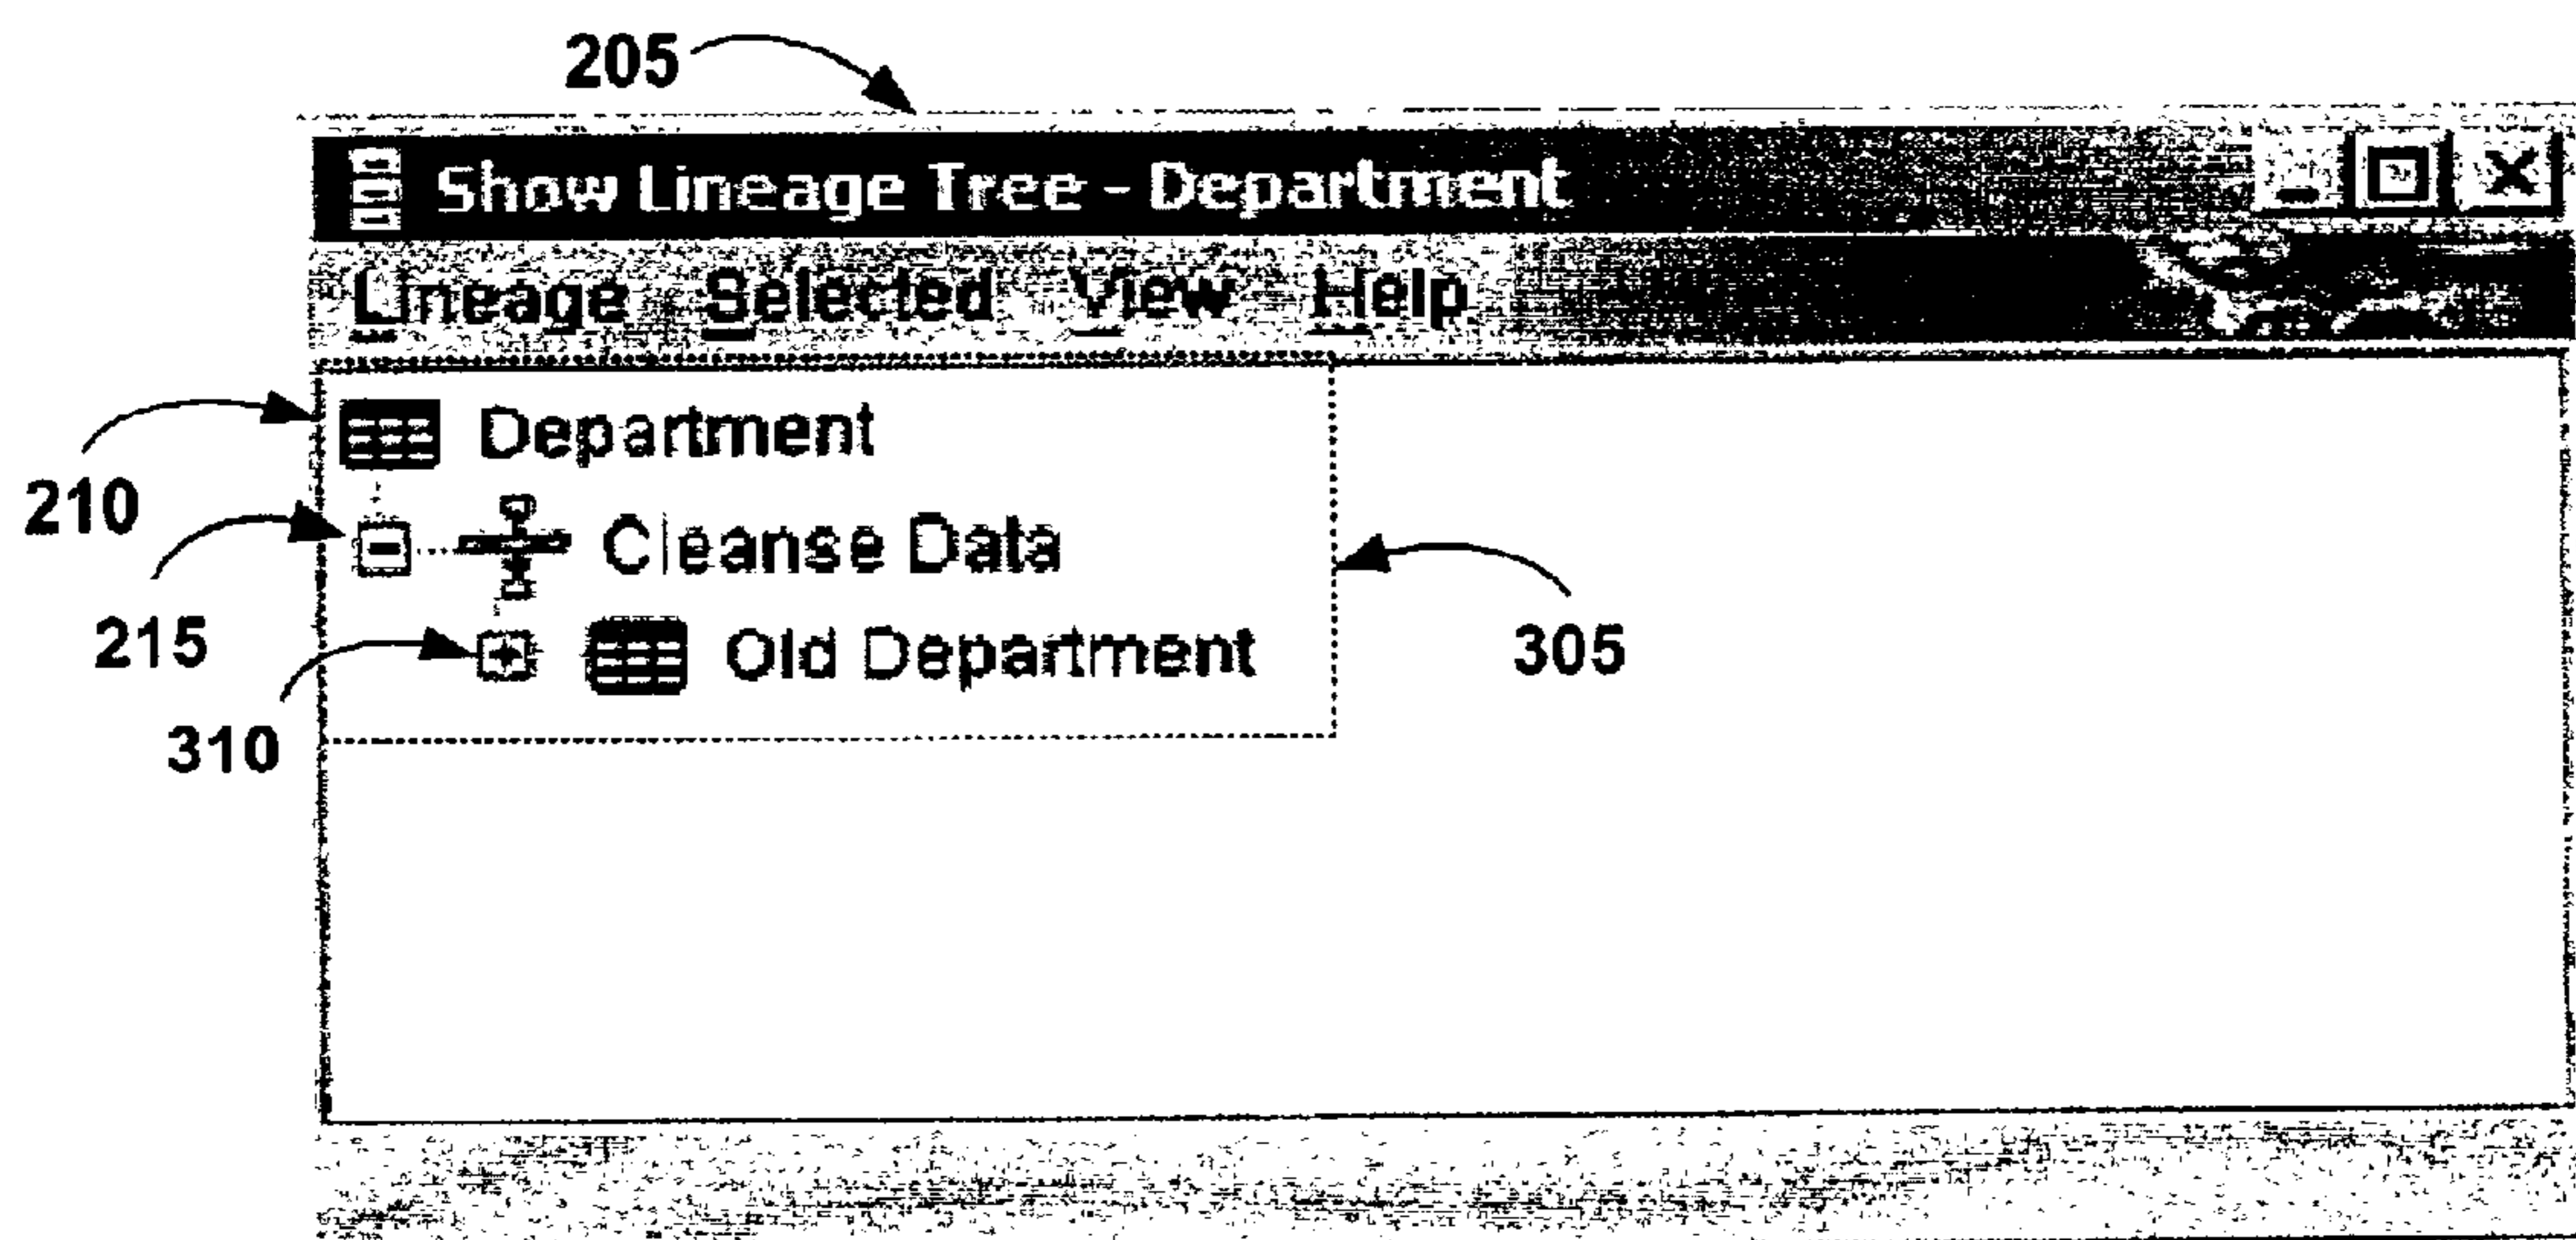 205
Show Lineage Tree - Department
Lineage Selected View Help
Department
210
Cleanse Data
215
Old Department
305
310